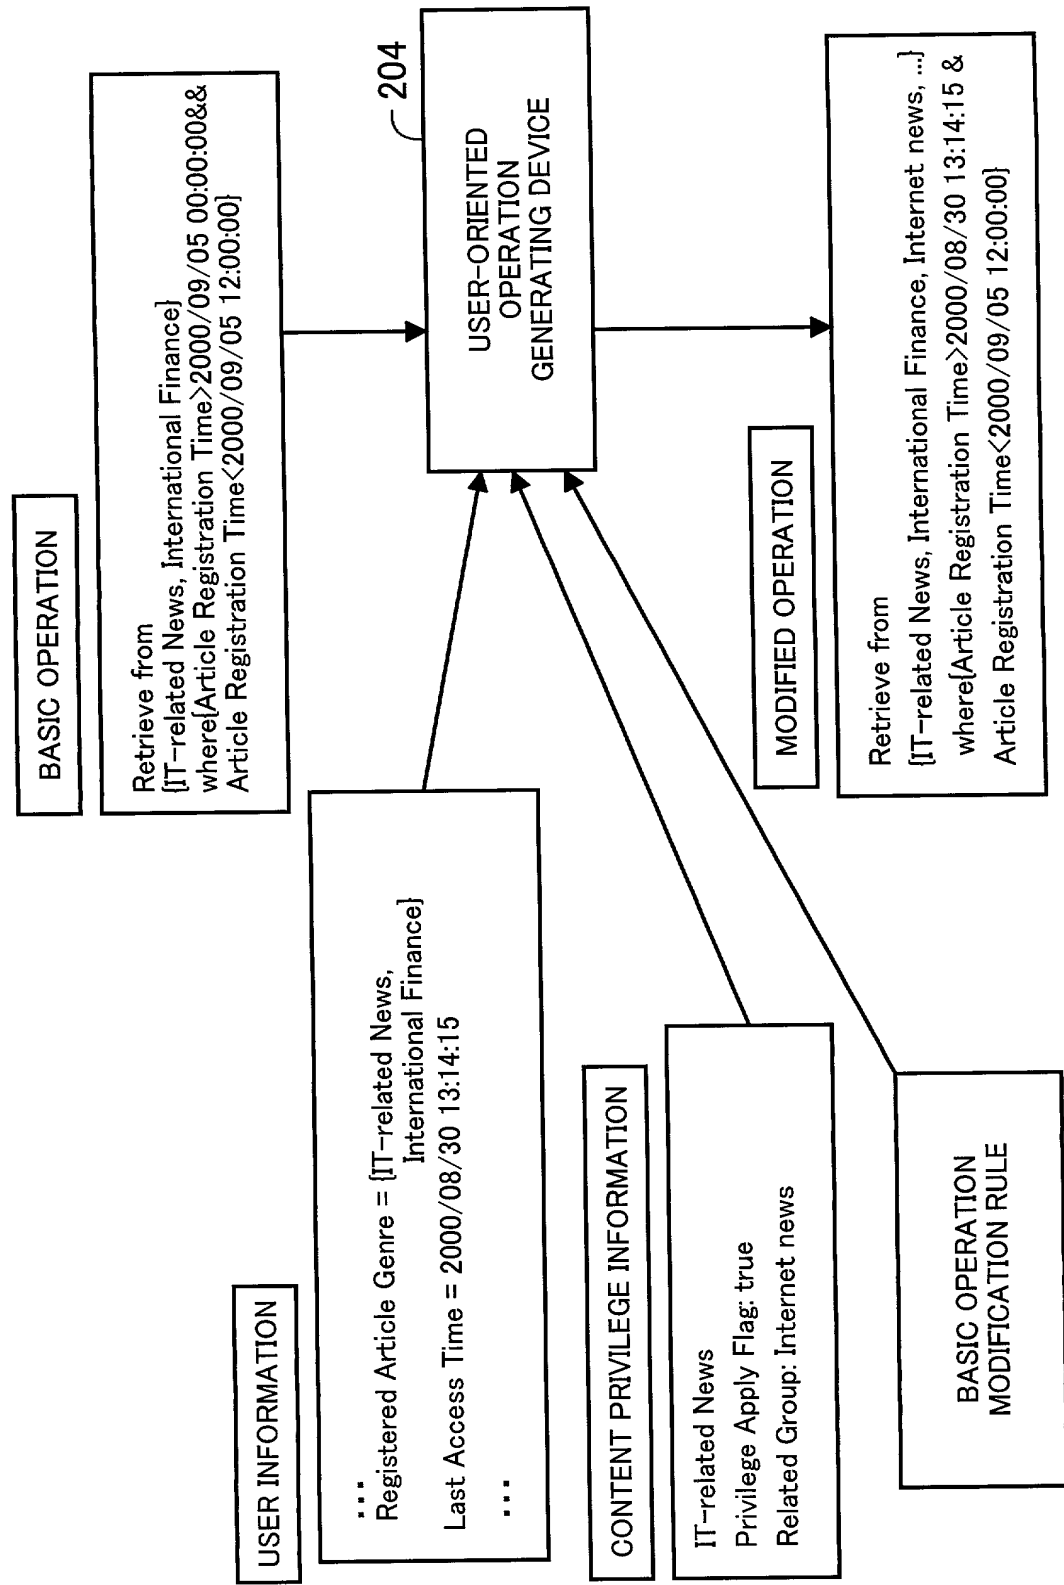 BASIC OPERATION
Retrieve from
{IT-related News, International Finance}
where{Article Registration Time>2000/09/05 00:00:00&&
Article Registration Time<2000/09/05 12:00:00}
204
USER-ORIENTED
OPERATION
GENERATING DEVICE
USER INFORMATION
...
Registered Article Genre = {IT-related News,
International Finance}
Last Access Time = 2000/08/30 13:14:15
...
CONTENT PRIVILEGE INFORMATION
IT-related News
Privilege Apply Flag: true
Related Group: Internet news
BASIC OPERATION
MODIFICATION RULE
MODIFIED OPERATION
Retrieve from
{IT-related News, International Finance, Internet news, ...}
where{Article Registration Time>2000/08/30 13:14:15 &
Article Registration Time<2000/09/05 12:00:00}